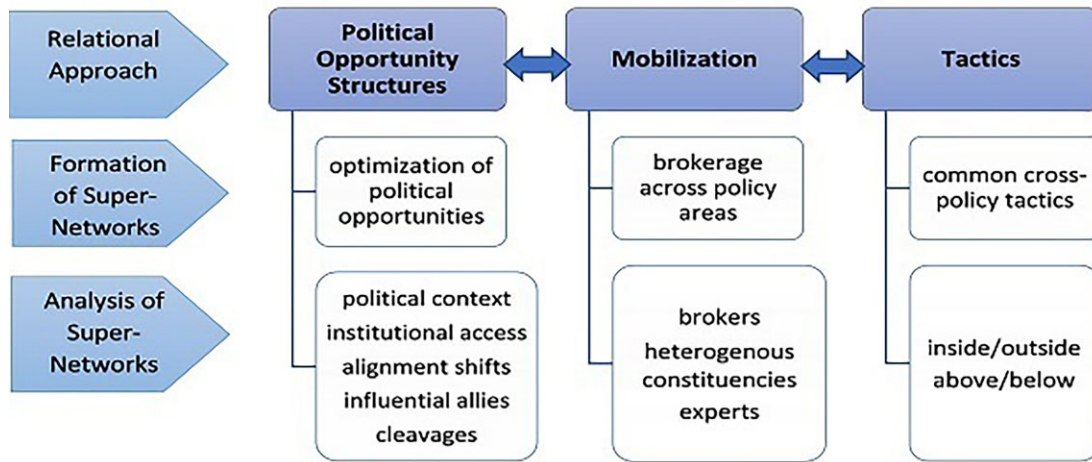 Relational
Approach
Political
Opportunity
Structures
Mobilization
Tactics
Formation
of Super-
Networks
optimization of
political
opportunities
brokerage
across policy
areas
common cross-
policy tactics
Analysis of
Super-
Networks
political context
institutional access
alignment shifts
influential allies
cleavages
brokers
heterogenous
constituencies
experts
inside/outside
above/below